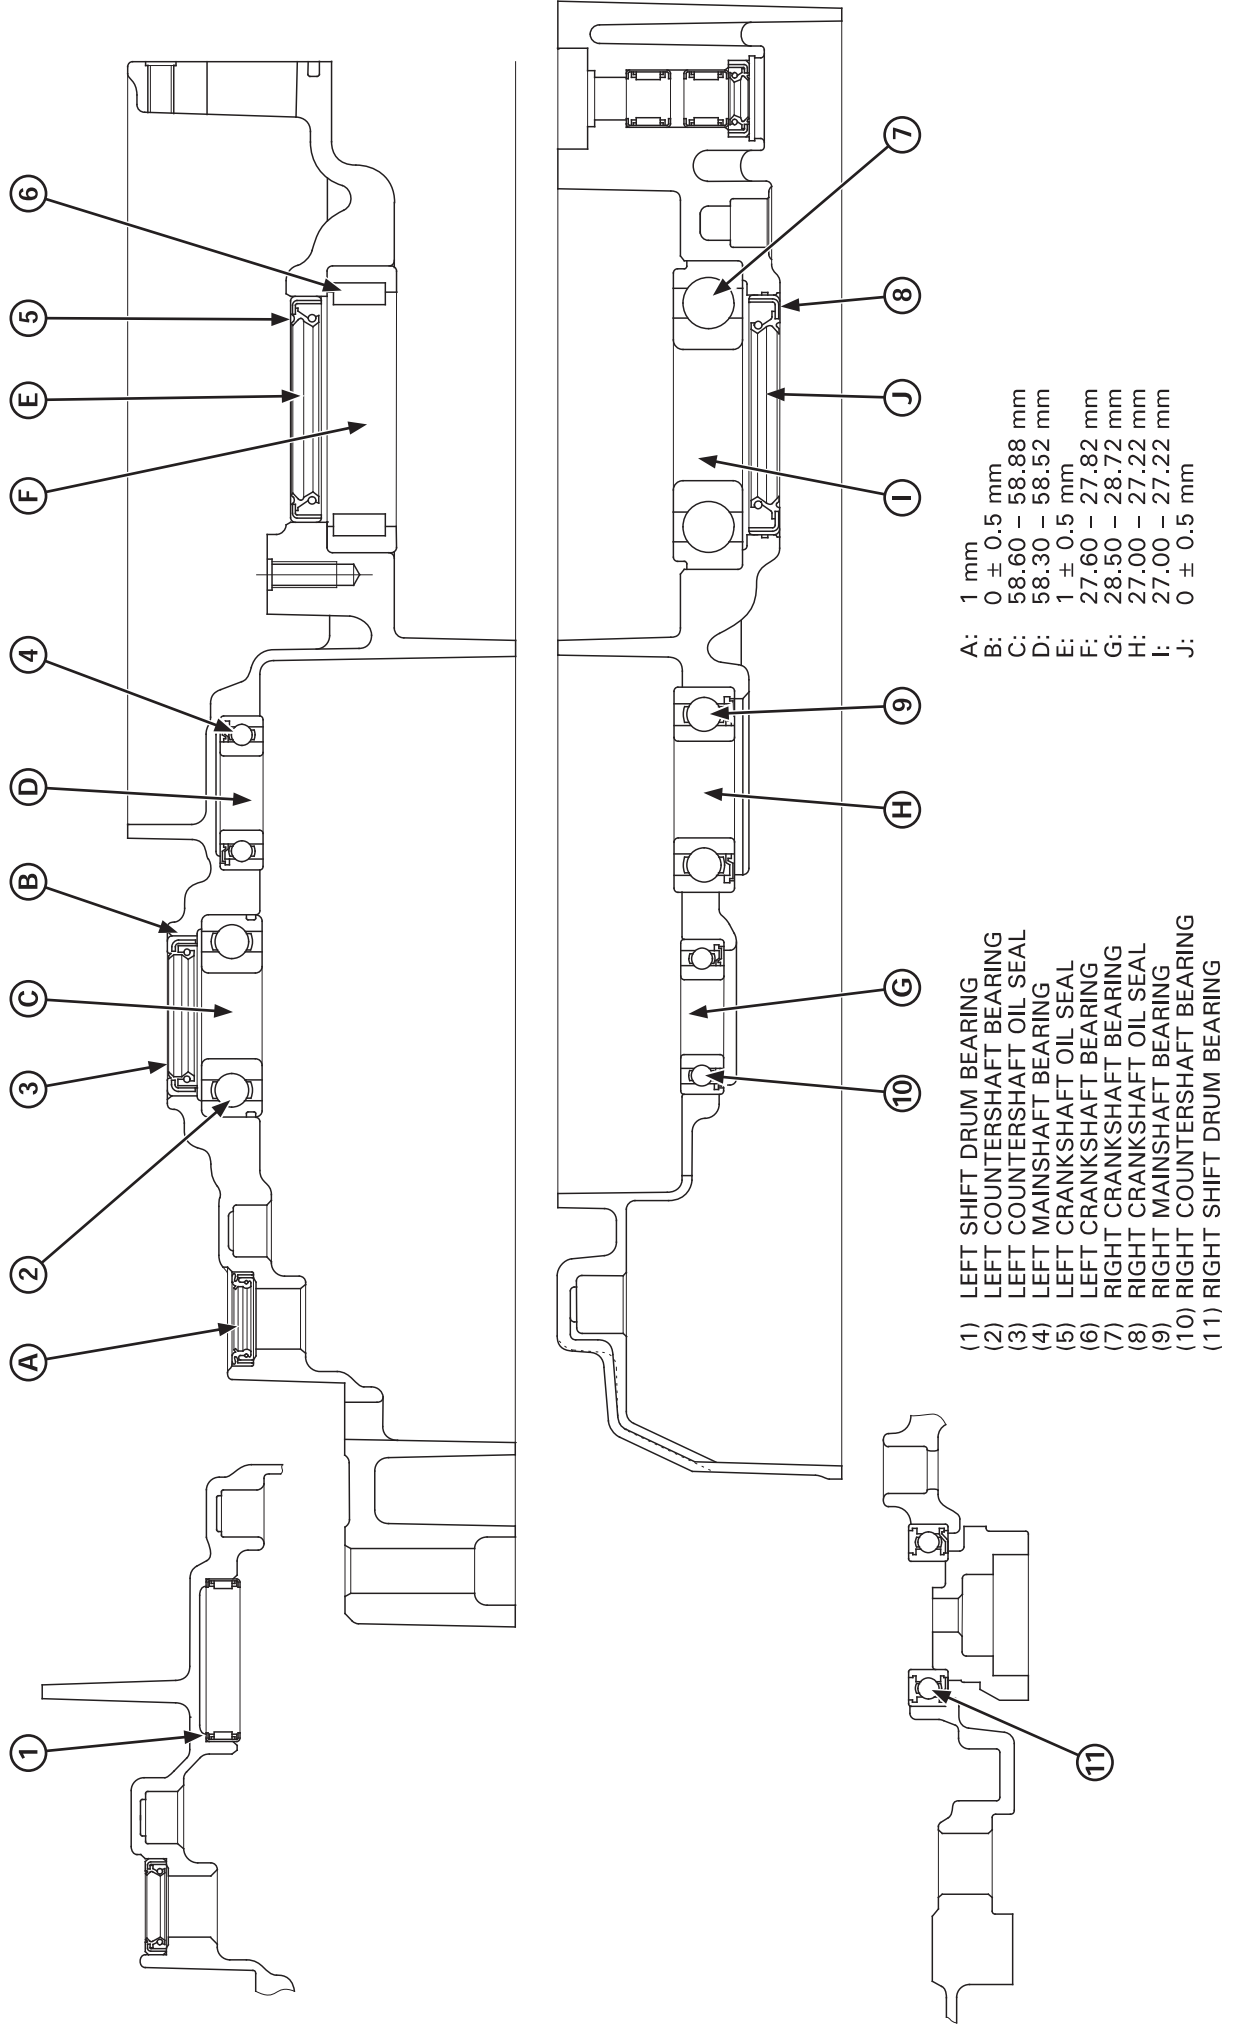 1
A
2
3
C
B
D
4
F
E
5
6
11
10
G
H
9
I
J
8
7
(1) LEFT SHIFT DRUM BEARING
(2) LEFT COUNTERSHAFT BEARING
(3) LEFT COUNTERSHAFT OIL SEAL
(4) LEFT MAINSHAFT BEARING
(5) LEFT CRANKSHAFT OIL SEAL
(6) LEFT CRANKSHAFT BEARING
(7) RIGHT CRANKSHAFT BEARING
(8) RIGHT CRANKSHAFT OIL SEAL
(9) RIGHT MAINSHAFT BEARING
(10) RIGHT COUNTERSHAFT BEARING
(11) RIGHT SHIFT DRUM BEARING
A: 1 mm
B: 0 ± 0.5 mm
C: 58.60 – 58.88 mm
D: 58.30 – 58.52 mm
E: 1 ± 0.5 mm
F: 27.60 – 27.82 mm
G: 28.50 – 28.72 mm
H: 27.00 – 27.22 mm
I: 27.00 – 27.22 mm
J: 0 ± 0.5 mm